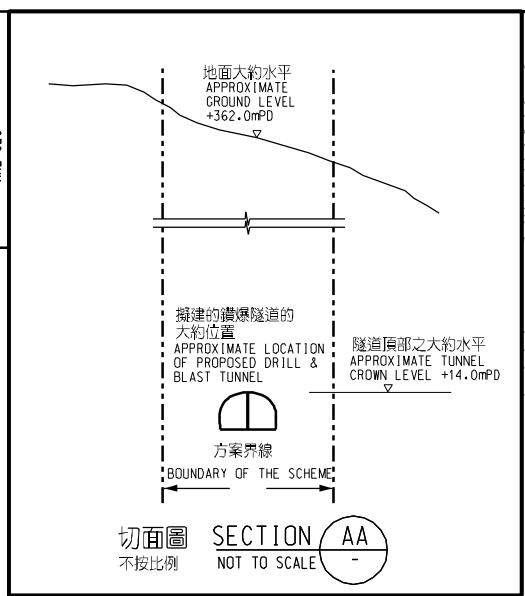 地面大約水平
APPROXIMATE
GROUND LEVEL
+362.0mPD
擬建的鑽爆隧道的
大約位置
APPROXIMATE LOCATION
OF PROPOSED DRILL &
BLAST TUNNEL
隧道頂部之大約水平
APPROXIMATE TUNNEL
CROWN LEVEL +14.0mPD
方案界線
BOUNDARY OF THE SCHEME
切面圖 SECTION AA
不按比例 NOT TO SCALE -